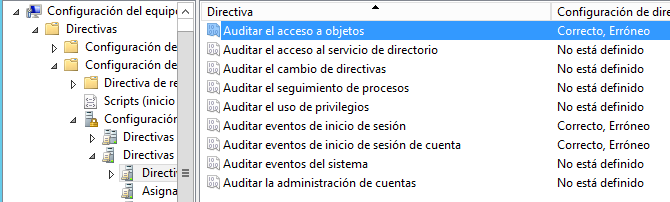 Configuración del equipo
Directivas
Configuración de
Configuración de
Directiva de re
Scripts (inicio
Configuración
Directivas
Directivas
Directiv
Asigna
Directiva
Configuración de dire
Auditar el acceso a objetos
Correcto, Erróneo
Auditar el acceso al servicio de directorio
No está definido
Auditar el cambio de directivas
No está definido
Auditar el seguimiento de procesos
No está definido
Auditar el uso de privilegios
No está definido
Auditar eventos de inicio de sesión
Correcto, Erróneo
Auditar eventos de inicio de sesión de cuenta
Correcto, Erróneo
Auditar eventos del sistema
No está definido
Auditar la administración de cuentas
No está definido